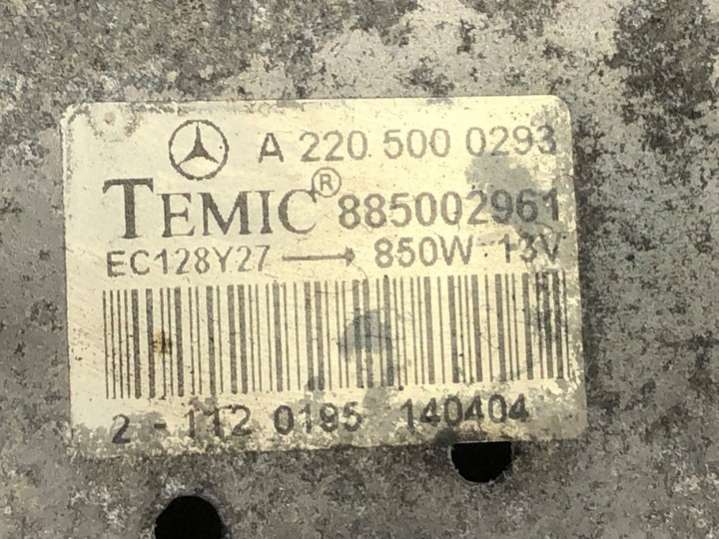 A 220 500 0293
TEMIC® 885002961
EC128Y27 → 850W 13V
2 - 112 0195 140404